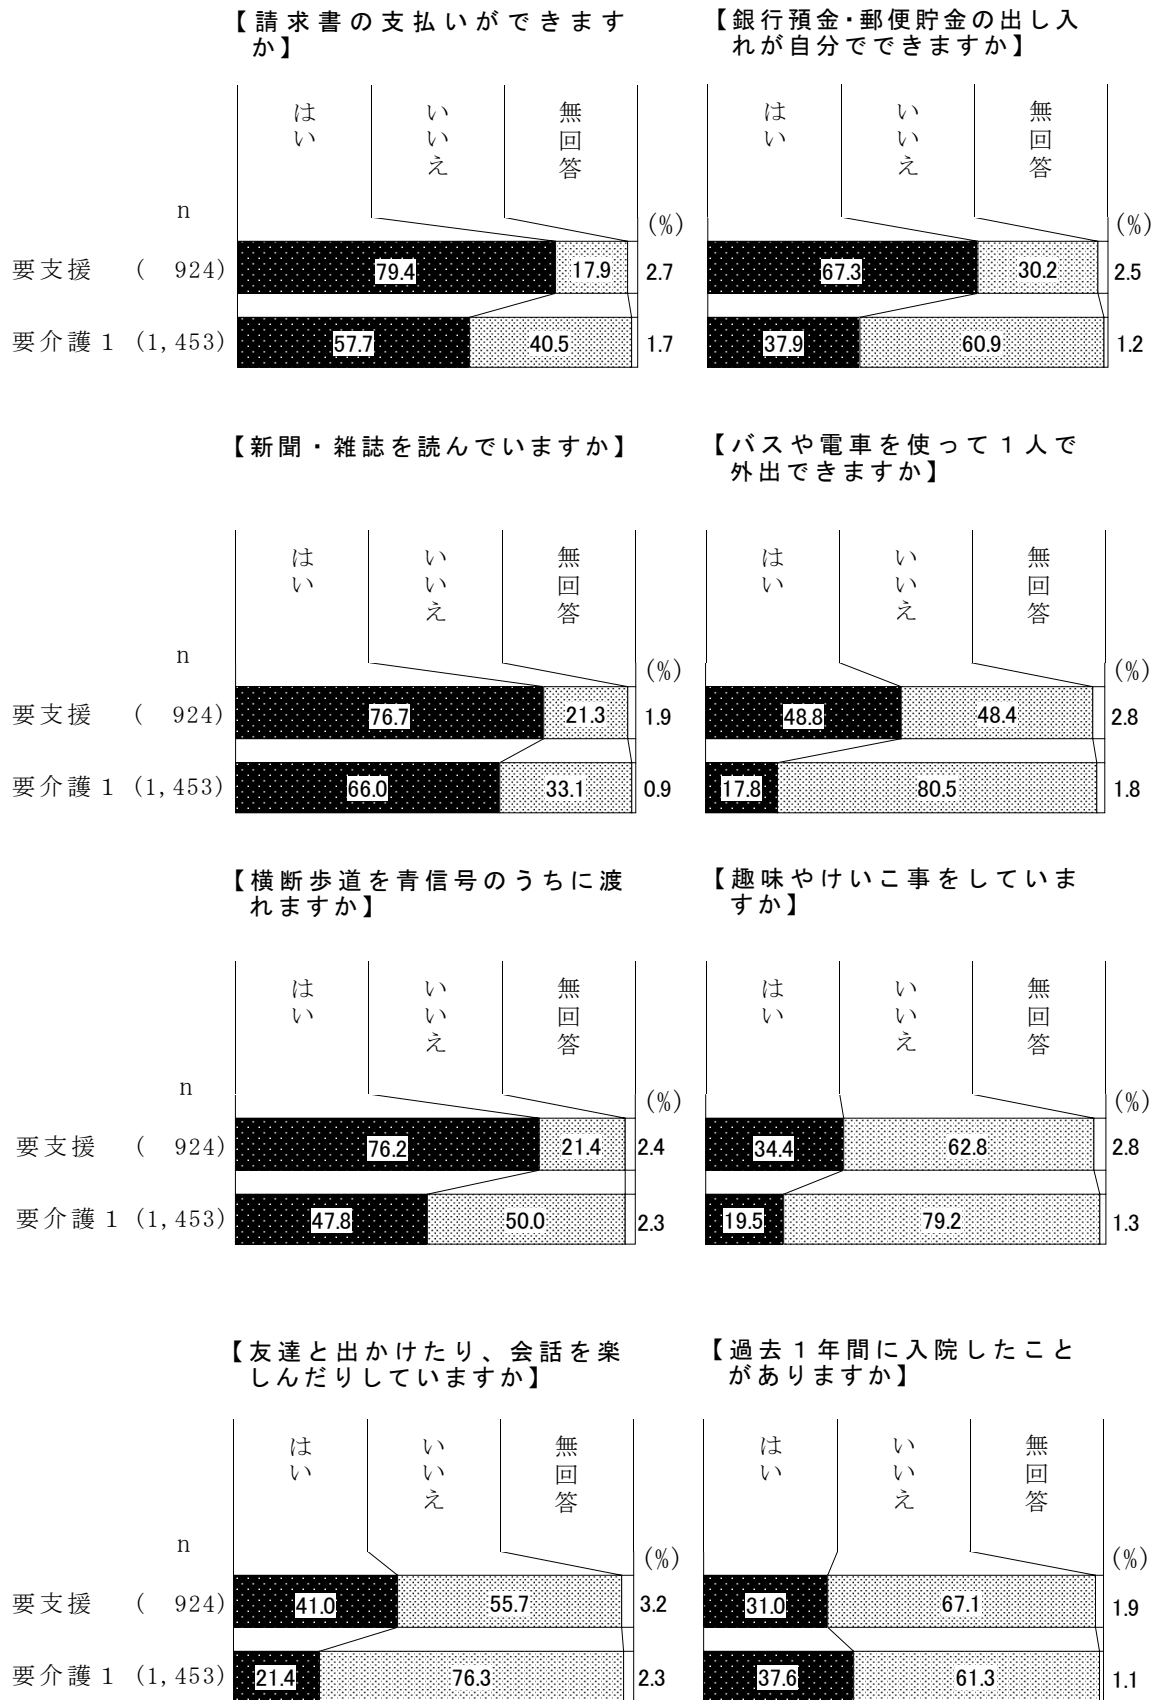 【請求書の支払いができます
か】
はい
いいえ
無回答
n
(%)
要支援 ( 924) 79.4 17.9 2.7
要介護１ (1,453) 57.7 40.5 1.7
【銀行預金・郵便貯金の出し入
れが自分でできますか】
はい
いいえ
無回答
(%)
67.3 30.2 2.5
37.9 60.9 1.2
【新聞・雑誌を読んでいますか】
はい
いいえ
無回答
n
(%)
要支援 ( 924) 76.7 21.3 1.9
要介護１ (1,453) 66.0 33.1 0.9
【バスや電車を使って１人で
外出できますか】
はい
いいえ
無回答
(%)
48.8 48.4 2.8
17.8 80.5 1.8
【横断歩道を青信号のうちに渡
れますか】
はい
いいえ
無回答
n
(%)
要支援 ( 924) 76.2 21.4 2.4
要介護１ (1,453) 47.8 50.0 2.3
【趣味やけいこ事をしていま
すか】
はい
いいえ
無回答
(%)
34.4 62.8 2.8
19.5 79.2 1.3
【友達と出かけたり、会話を楽
しんだりしていますか】
はい
いいえ
無回答
n
(%)
要支援 ( 924) 41.0 55.7 3.2
要介護１ (1,453) 21.4 76.3 2.3
【過去１年間に入院したこと
がありますか】
はい
いいえ
無回答
(%)
31.0 67.1 1.9
37.6 61.3 1.1